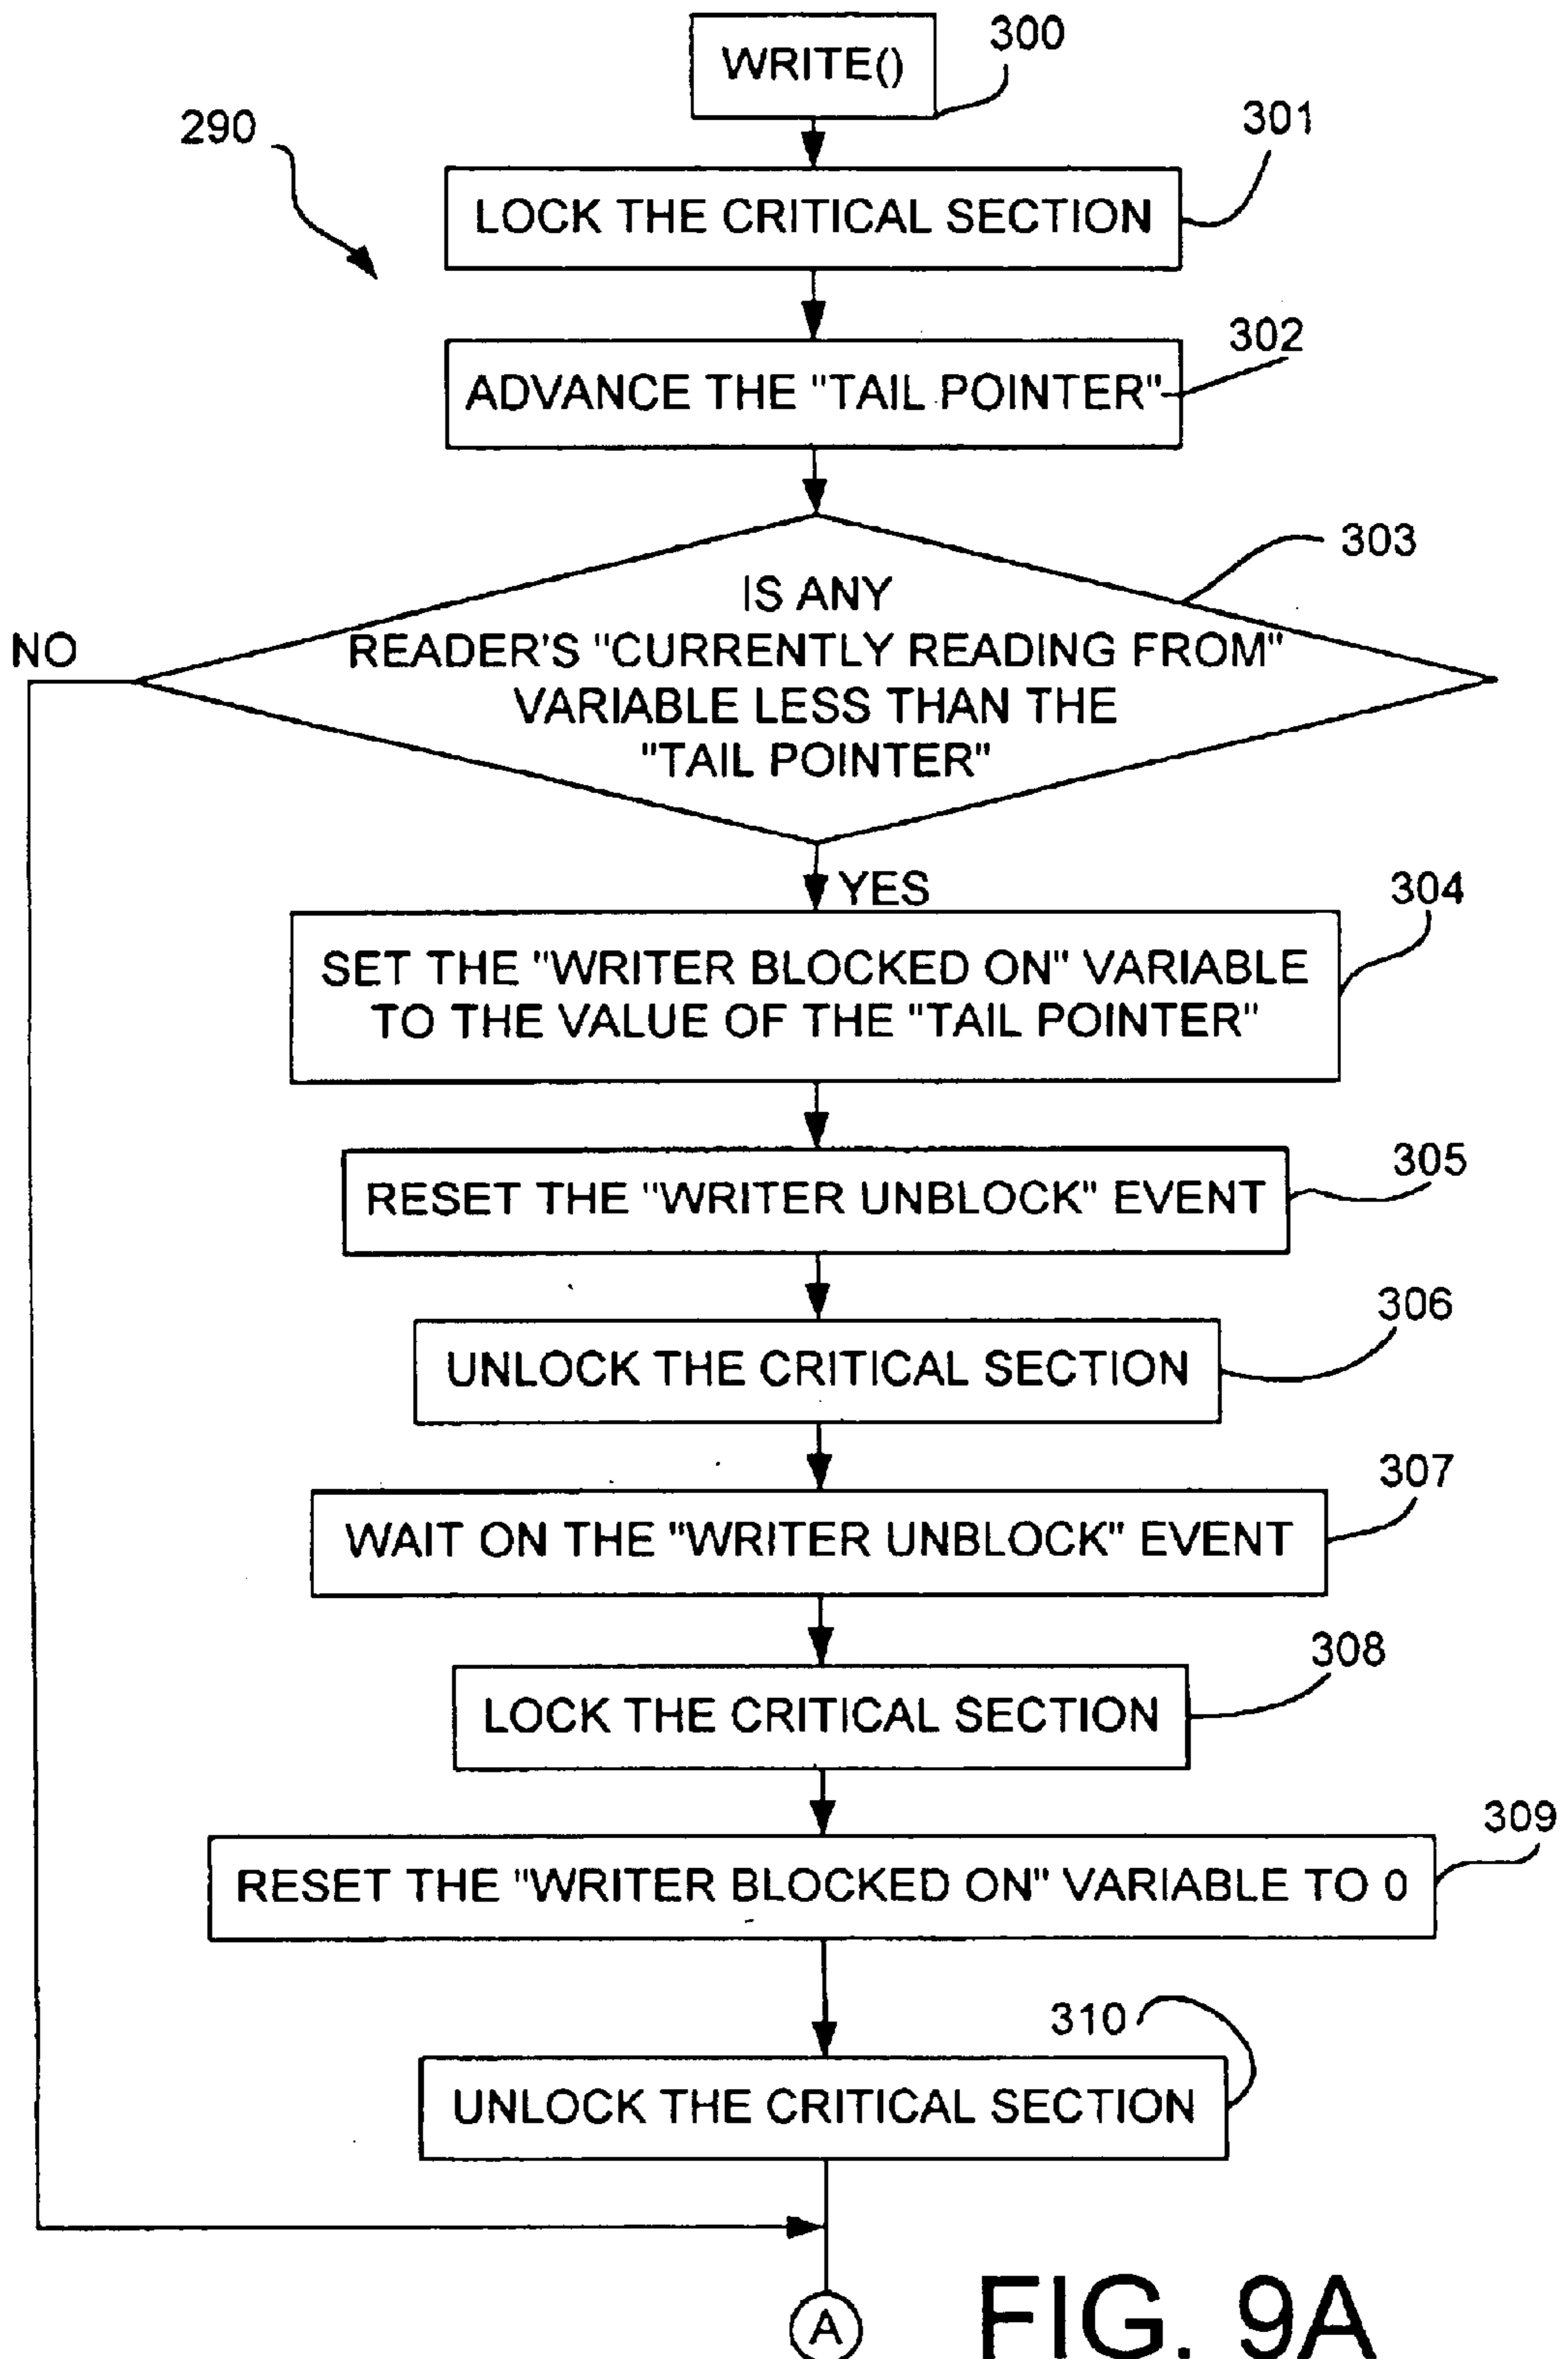 WRITE()
300
290
301
LOCK THE CRITICAL SECTION
302
ADVANCE THE "TAIL POINTER"
303
IS ANY
READER'S "CURRENTLY READING FROM"
VARIABLE LESS THAN THE
"TAIL POINTER"
NO
YES
304
SET THE "WRITER BLOCKED ON" VARIABLE
TO THE VALUE OF THE "TAIL POINTER"
305
RESET THE "WRITER UNBLOCK" EVENT
306
UNLOCK THE CRITICAL SECTION
307
WAIT ON THE "WRITER UNBLOCK" EVENT
308
LOCK THE CRITICAL SECTION
309
RESET THE "WRITER BLOCKED ON" VARIABLE TO 0
310
UNLOCK THE CRITICAL SECTION
A
FIG. 9A